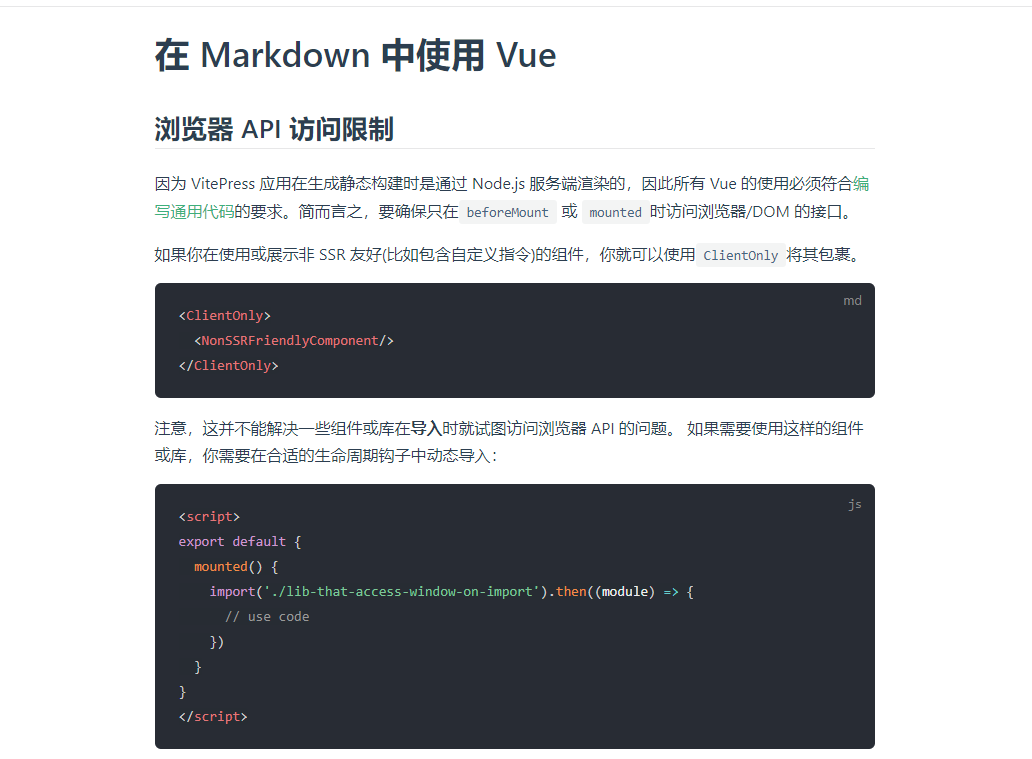 在 Markdown 中使用 Vue
浏览器 API 访问限制
因为 VitePress 应用在生成静态构建时是通过 Node.js 服务端渲染的，因此所有 Vue 的使用必须符合编
写通用代码的要求。简而言之，要确保只在 beforeMount 或 mounted 时访问浏览器/DOM 的接口。
如果你在使用或展示非 SSR 友好(比如包含自定义指令)的组件，你就可以使用 ClientOnly 将其包裹。
md
<ClientOnly>
  <NonSSRFriendlyComponent/>
</ClientOnly>
注意，这并不能解决一些组件或库在导入时就试图访问浏览器 API 的问题。 如果需要使用这样的组件
或库，你需要在合适的生命周期钩子中动态导入：
js
<script>
export default {
  mounted() {
    import('./lib-that-access-window-on-import').then((module) => {
      // use code
    })
  }
}
</script>